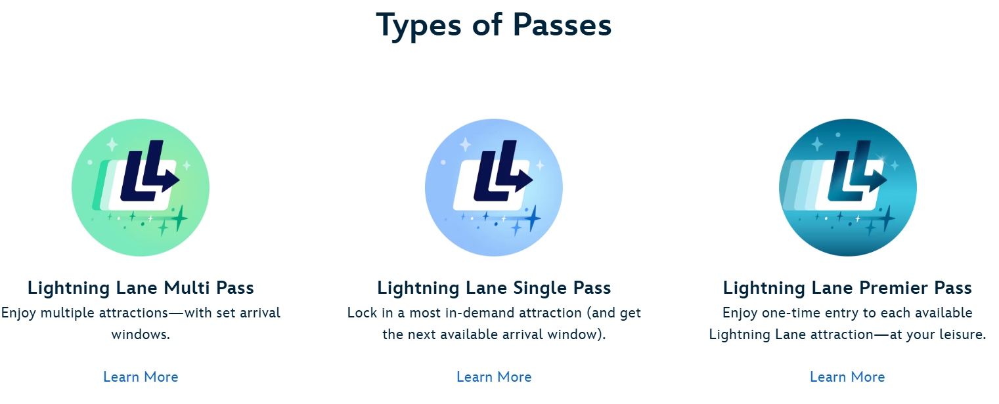 Types of Passes
Lightning Lane Multi Pass
Enjoy multiple attractions—with set arrival
windows.
Learn More
Lightning Lane Single Pass
Lock in a most in-demand attraction (and get
the next available arrival window).
Learn More
Lightning Lane Premier Pass
Enjoy one-time entry to each available
Lightning Lane attraction—at your leisure.
Learn More